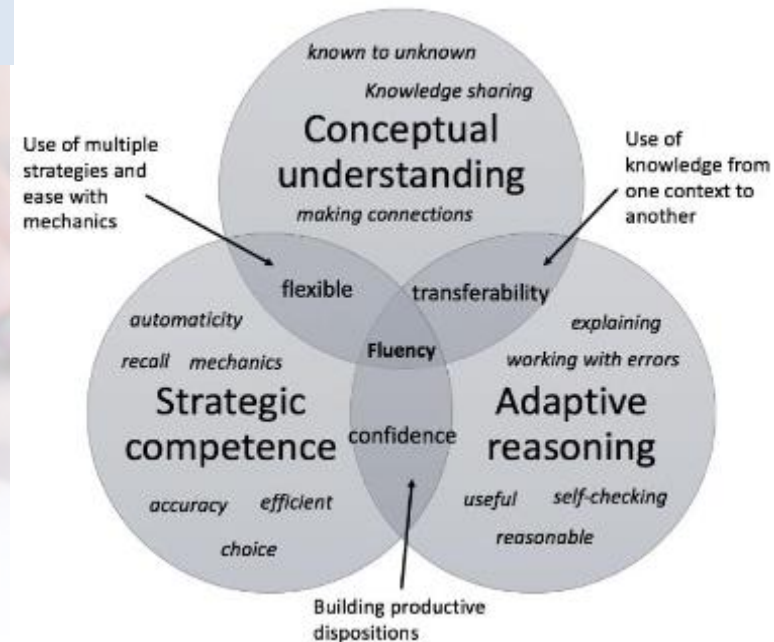 known to unknown
Knowledge sharing
Conceptual
understanding
making connections
Use of multiple
strategies and
ease with
mechanics
Use of
knowledge from
one context to
another
flexible
transferability
Fluency
confidence
automaticity
recall mechanics
Strategic
competence
accuracy efficient
choice
explaining
working with errors
Adaptive
reasoning
useful self-checking
reasonable
Building productive
dispositions